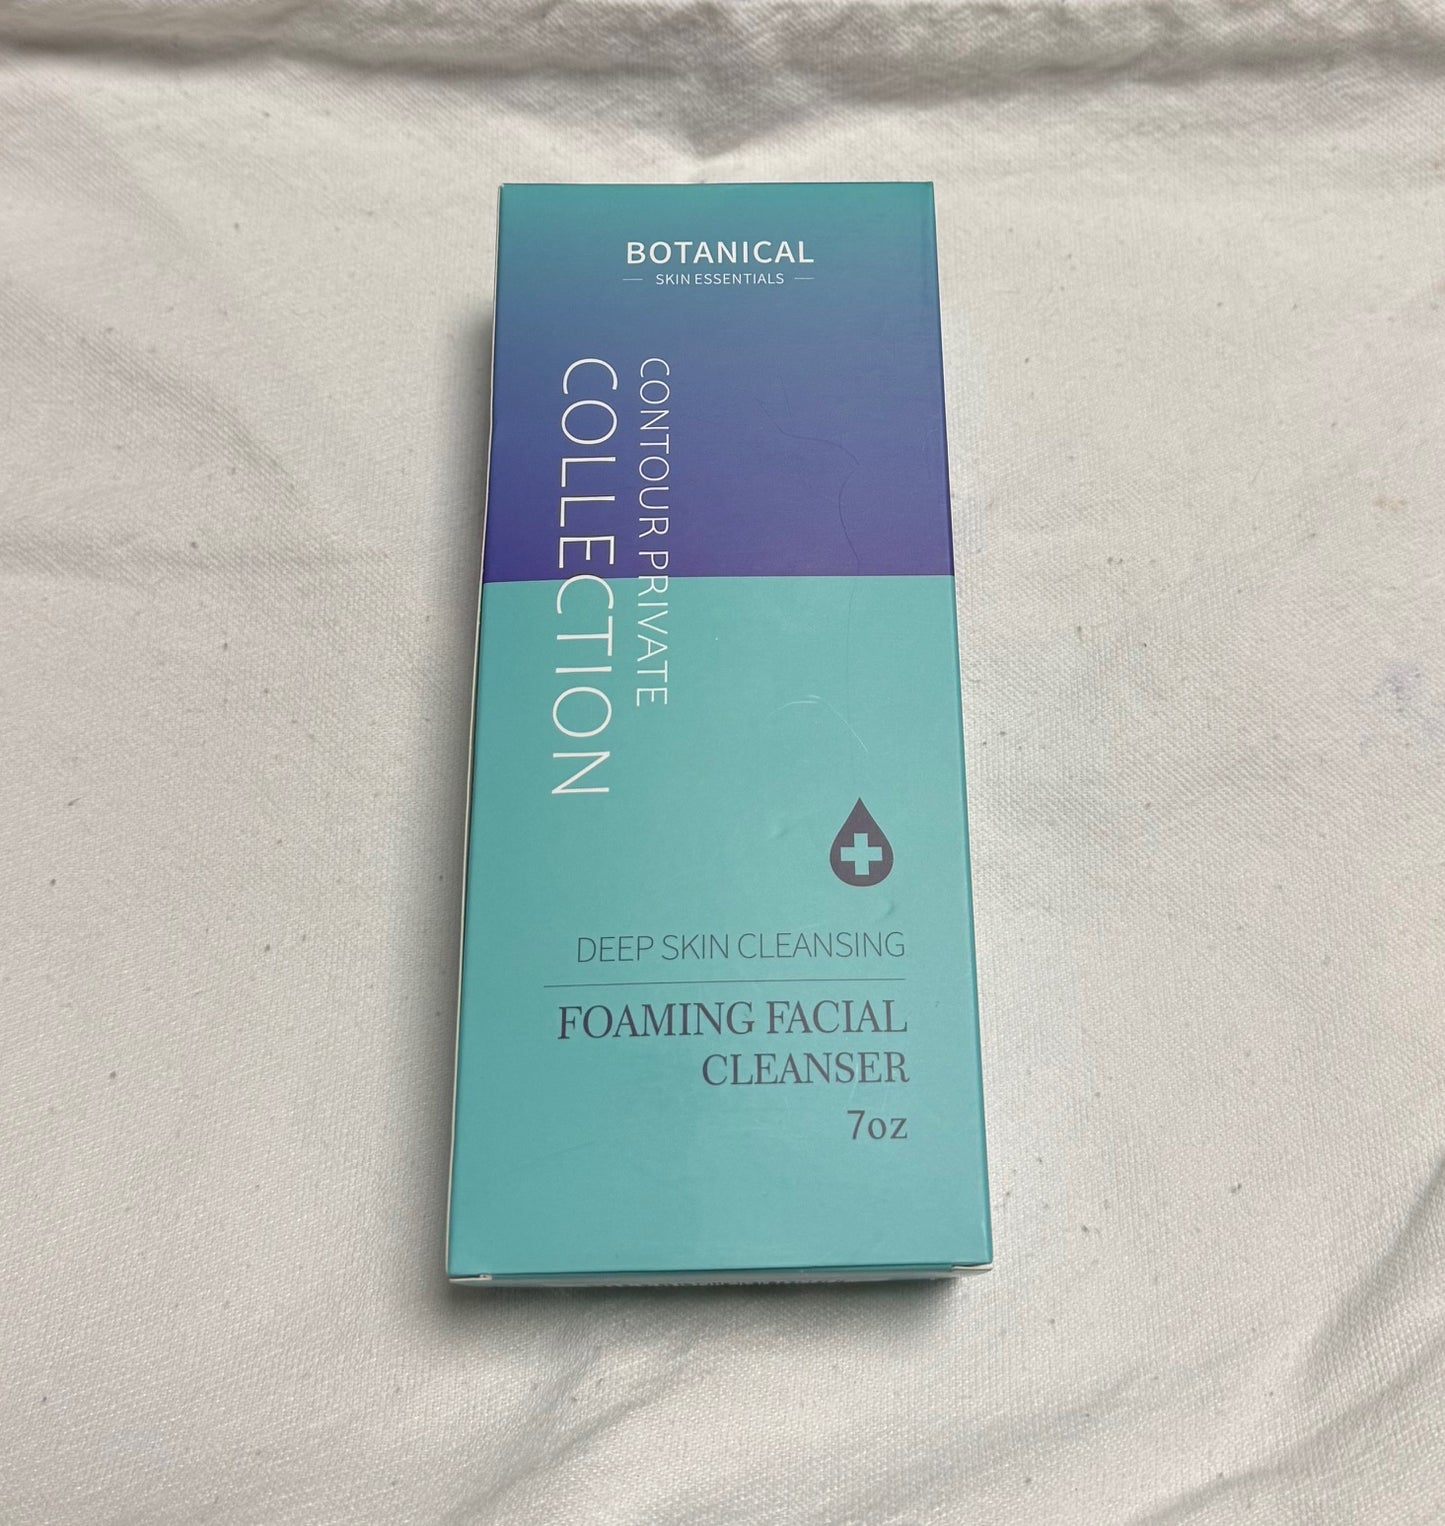 BOTANICAL
SKIN ESSENTIALS
CONTOUR PRIVATE
COLLECTION
DEEP SKIN CLEANSING
FOAMING FACIAL
CLEANSER
7oz